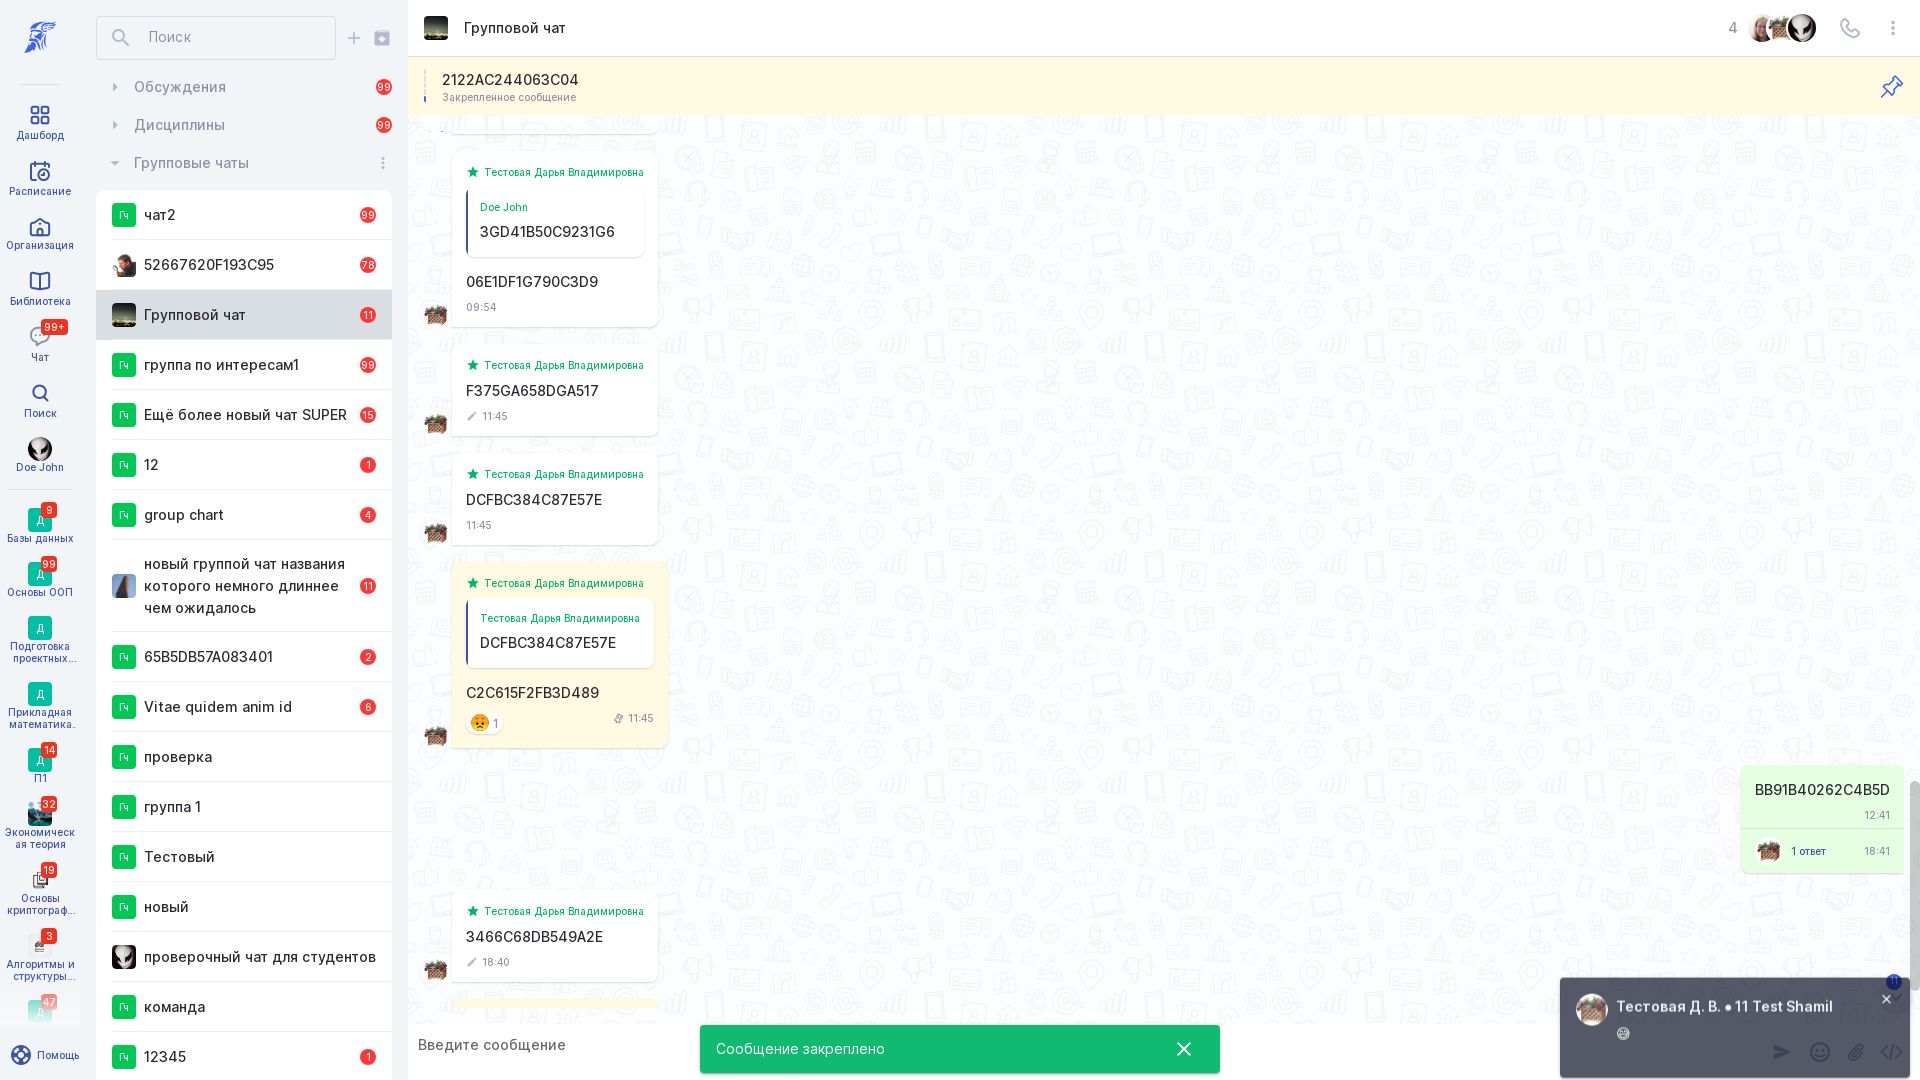 Дашборд
Расписание
Организация
Библиотека
99+
Чат
Поиск
Doe John
9
Д
Базы данных
99
Д
Основы ООП
Д
Подготовка
проектных...
Д
Прикладная
математика.
14
Д
П1
32
Экономическ
ая теория
19
Основы
криптограф...
3
Алгоритмы и
структуры...
47
Д
Помощь
Поиск
Обсуждения
99
Дисциплины
99
Групповые чаты
Гч
чат2
99
52667620F193C95
78
Групповой чат
11
Гч
группа по интересам1
99
Гч
Ещё более новый чат SUPER
15
Гч
12
1
Гч
group chart
4
новый группой чат названия
которого немного длиннее
чем ожидалось
11
Гч
65B5DB57A083401
2
Гч
Vitae quidem anim id
6
Гч
проверка
Гч
группа 1
Гч
Тестовый
Гч
новый
проверочный чат для студентов
Гч
команда
Гч
12345
1
Групповой чат
4
2122AC244063C04
Закрепленное сообщение
Тестовая Дарья Владимировна
Doe John
3GD41B50C9231G6
06E1DF1G790C3D9
09:54
Тестовая Дарья Владимировна
F375GA658DGA517
11:45
Тестовая Дарья Владимировна
DCFBC384C87E57E
11:45
Тестовая Дарья Владимировна
Тестовая Дарья Владимировна
DCFBC384C87E57E
C2C615F2FB3D489
1
11:45
BB91B40262C4B5D
12:41
1 ответ
18:41
Тестовая Дарья Владимировна
3466C68DB549A2E
18:40
11
Введите сообщение
Сообщение закреплено
Тестовая Д. В. • 11 Test Shamil